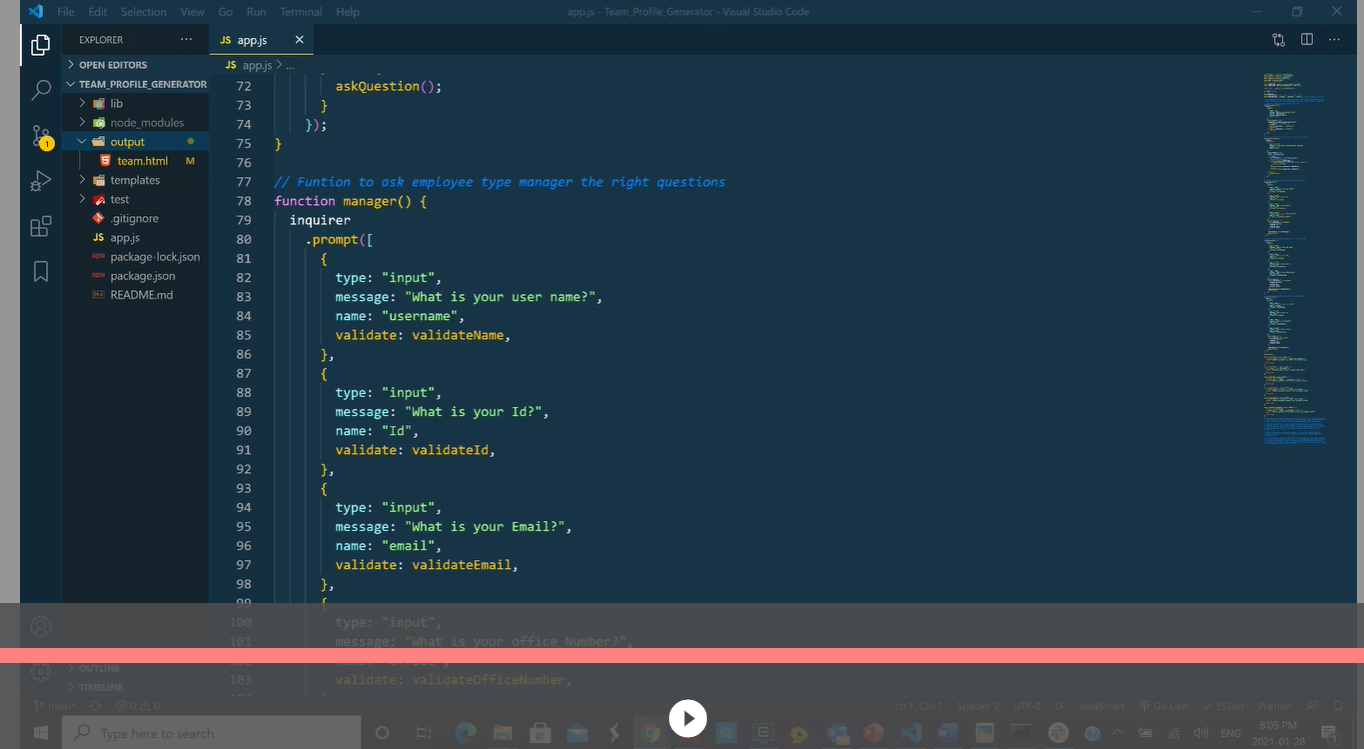 File Edit Selection View Go Run Terminal Help app.js - Team_Profile_Generator - Visual Studio Code
EXPLORER ...
JS app.js ×
OPEN EDITORS
JS app.js > ...
TEAM_PROFILE_GENERATOR
lib
node_modules
output
team.html M
templates
test
.gitignore
JS app.js
package-lock.json
package.json
README.md
1
72 askQuestion();
73 }
74 });
75 }
76
77 // Funtion to ask employee type manager the right questions
78 function manager() {
79 inquirer
80 .prompt([
81 {
82 type: "input",
83 message: "What is your user name?",
84 name: "username",
85 validate: validateName,
86 },
87 {
88 type: "input",
89 message: "What is your Id?",
90 name: "Id",
91 validate: validateId,
92 },
93 {
94 type: "input",
95 message: "What is your Email?",
96 name: "email",
97 validate: validateEmail,
98 },
99 {
100 type: "input",
101 message: "What is your office Number?",
103 validate: validateOfficeNumber,
OUTLINE
TIMELINE
main* 0 0 Ln 1, Col 1 Spaces: 2 UTF-8 LF JavaScript Go Live ESLint Prettier
Type here to search
ENG
8:05 PM
2021-01-28